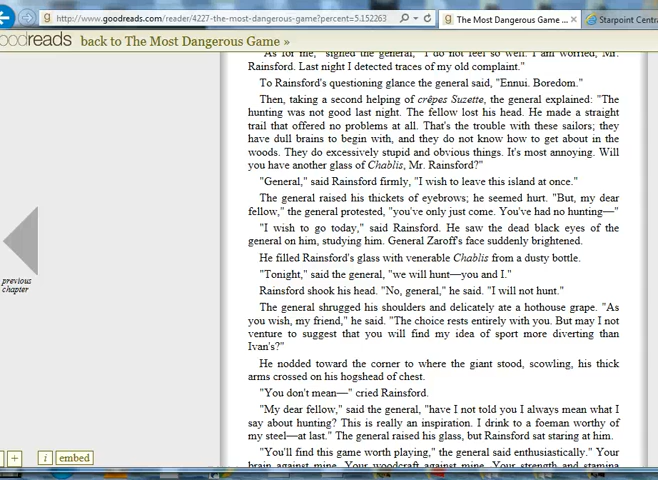 http://www.goodreads.com/reader/4227-the-most-dangerous-game?percent=5.152263
The Most Dangerous Game ...
Starpoint Centra
oodreads back to The Most Dangerous Game »
"As for me," sighed the general, "I do not feel so well. I am worried, Mr.
Rainsford. Last night I detected traces of my old complaint."
To Rainsford's questioning glance the general said, "Ennui. Boredom."
Then, taking a second helping of crêpes Suzette, the general explained: "The
hunting was not good last night. The fellow lost his head. He made a straight
trail that offered no problems at all. That's the trouble with these sailors; they
have dull brains to begin with, and they do not know how to get about in the
woods. They do excessively stupid and obvious things. It's most annoying. Will
you have another glass of Chablis, Mr. Rainsford?"
"General," said Rainsford firmly, "I wish to leave this island at once."
The general raised his thickets of eyebrows; he seemed hurt. "But, my dear
fellow," the general protested, "you've only just come. You've had no hunting—"
"I wish to go today," said Rainsford. He saw the dead black eyes of the
general on him, studying him. General Zaroff's face suddenly brightened.
He filled Rainsford's glass with venerable Chablis from a dusty bottle.
"Tonight," said the general, "we will hunt—you and I."
Rainsford shook his head. "No, general," he said. "I will not hunt."
The general shrugged his shoulders and delicately ate a hothouse grape. "As
you wish, my friend," he said. "The choice rests entirely with you. But may I not
venture to suggest that you will find my idea of sport more diverting than
Ivan's?"
He nodded toward the corner to where the giant stood, scowling, his thick
arms crossed on his hogshead of chest.
"You don't mean—" cried Rainsford.
"My dear fellow," said the general, "have I not told you I always mean what I
say about hunting? This is really an inspiration. I drink to a foeman worthy of
my steel—at last." The general raised his glass, but Rainsford sat staring at him.
"You'll find this game worth playing," the general said enthusiastically." Your
brain against mine. Your woodcraft against mine. Your strength and stamina
previous
chapter
+ i embed